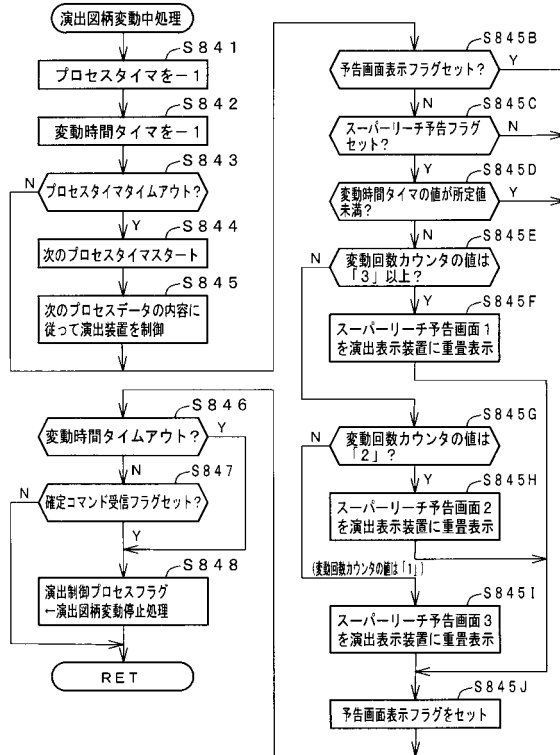 演出図柄変動中処理
S841
プロセスタイマを－1
S842
変動時間タイマを－1
S843
N
プロセスタイマタイムアウト？
Y
S844
次のプロセスタイマスタート
S845
次のプロセスデータの内容に
従って演出装置を制御
S846
変動時間タイムアウト？
Y
N
S847
N
確定コマンド受信フラグセット？
Y
S848
演出制御プロセスフラグ
←演出図柄変動停止処理
RET
S845B
予告画面表示フラグセット？
Y
N
S845C
スーパーリーチ予告フラグ
セット？
N
Y
S845D
変動時間タイマの値が所定値
未満？
Y
N
S845E
N
変動回数カウンタの値は
「3」以上？
Y
S845F
スーパーリーチ予告画面1
を演出表示装置に重畳表示
S845G
N
変動回数カウンタの値は
「2」？
Y
S845H
スーパーリーチ予告画面2
を演出表示装置に重畳表示
(変動回数カウンタの値は「1」)
S845I
スーパーリーチ予告画面3
を演出表示装置に重畳表示
S845J
予告画面表示フラグをセット